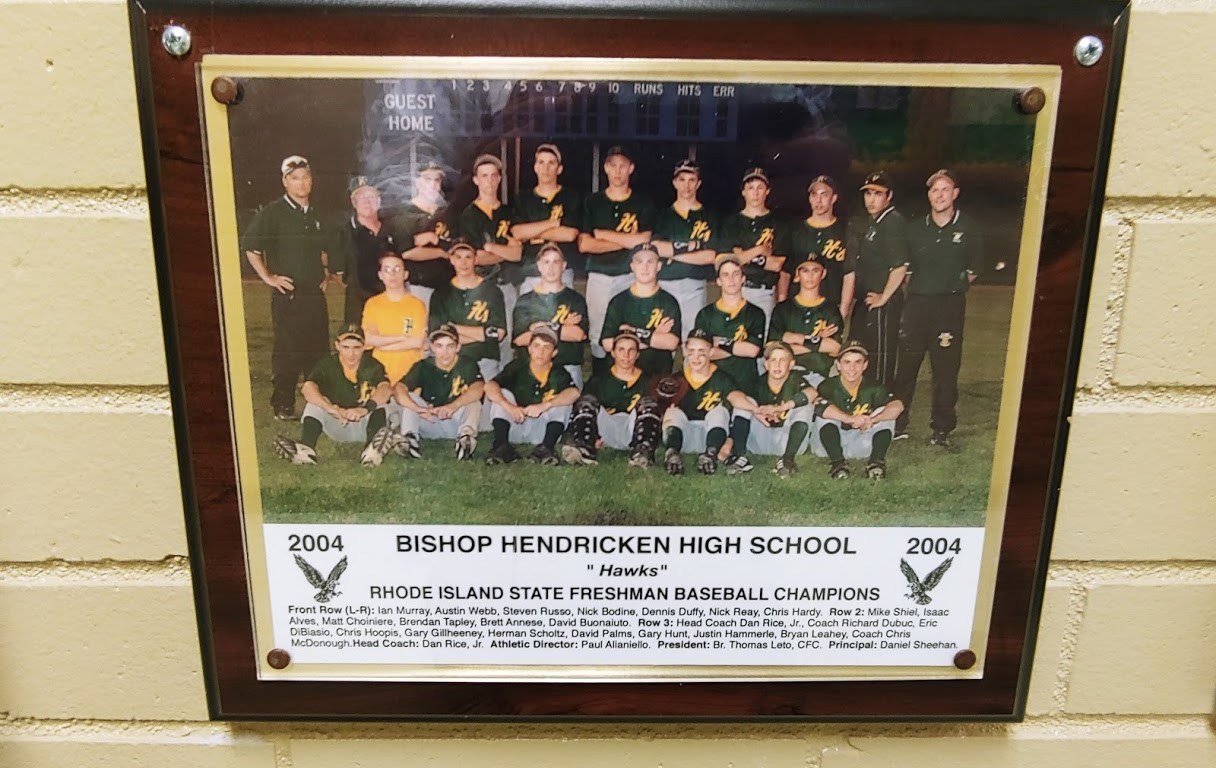 1 2 3 4 5 6 7 8 9 10 RUNS HITS ERR
GUEST
HOME
2004 BISHOP HENDRICKEN HIGH SCHOOL 2004
" Hawks"
RHODE ISLAND STATE FRESHMAN BASEBALL CHAMPIONS
Front Row (L-R): Ian Murray, Austin Webb, Steven Russo, Nick Bodine, Dennis Duffy, Nick Reay, Chris Hardy. Row 2: Mike Shiel, Isaac
Alves, Matt Choiniere, Brendan Tapley, Brett Annese, David Buonaiuto. Row 3: Head Coach Dan Rice, Jr., Coach Richard Dubuc, Eric
DiBiasio, Chris Hoopis, Gary Gillheeney, Herman Scholtz, David Palms, Gary Hunt, Justin Hammerle, Bryan Leahey, Coach Chris
McDonough.Head Coach: Dan Rice, Jr. Athletic Director: Paul Alianiello. President: Br. Thomas Leto, CFC. Principal: Daniel Sheehan.